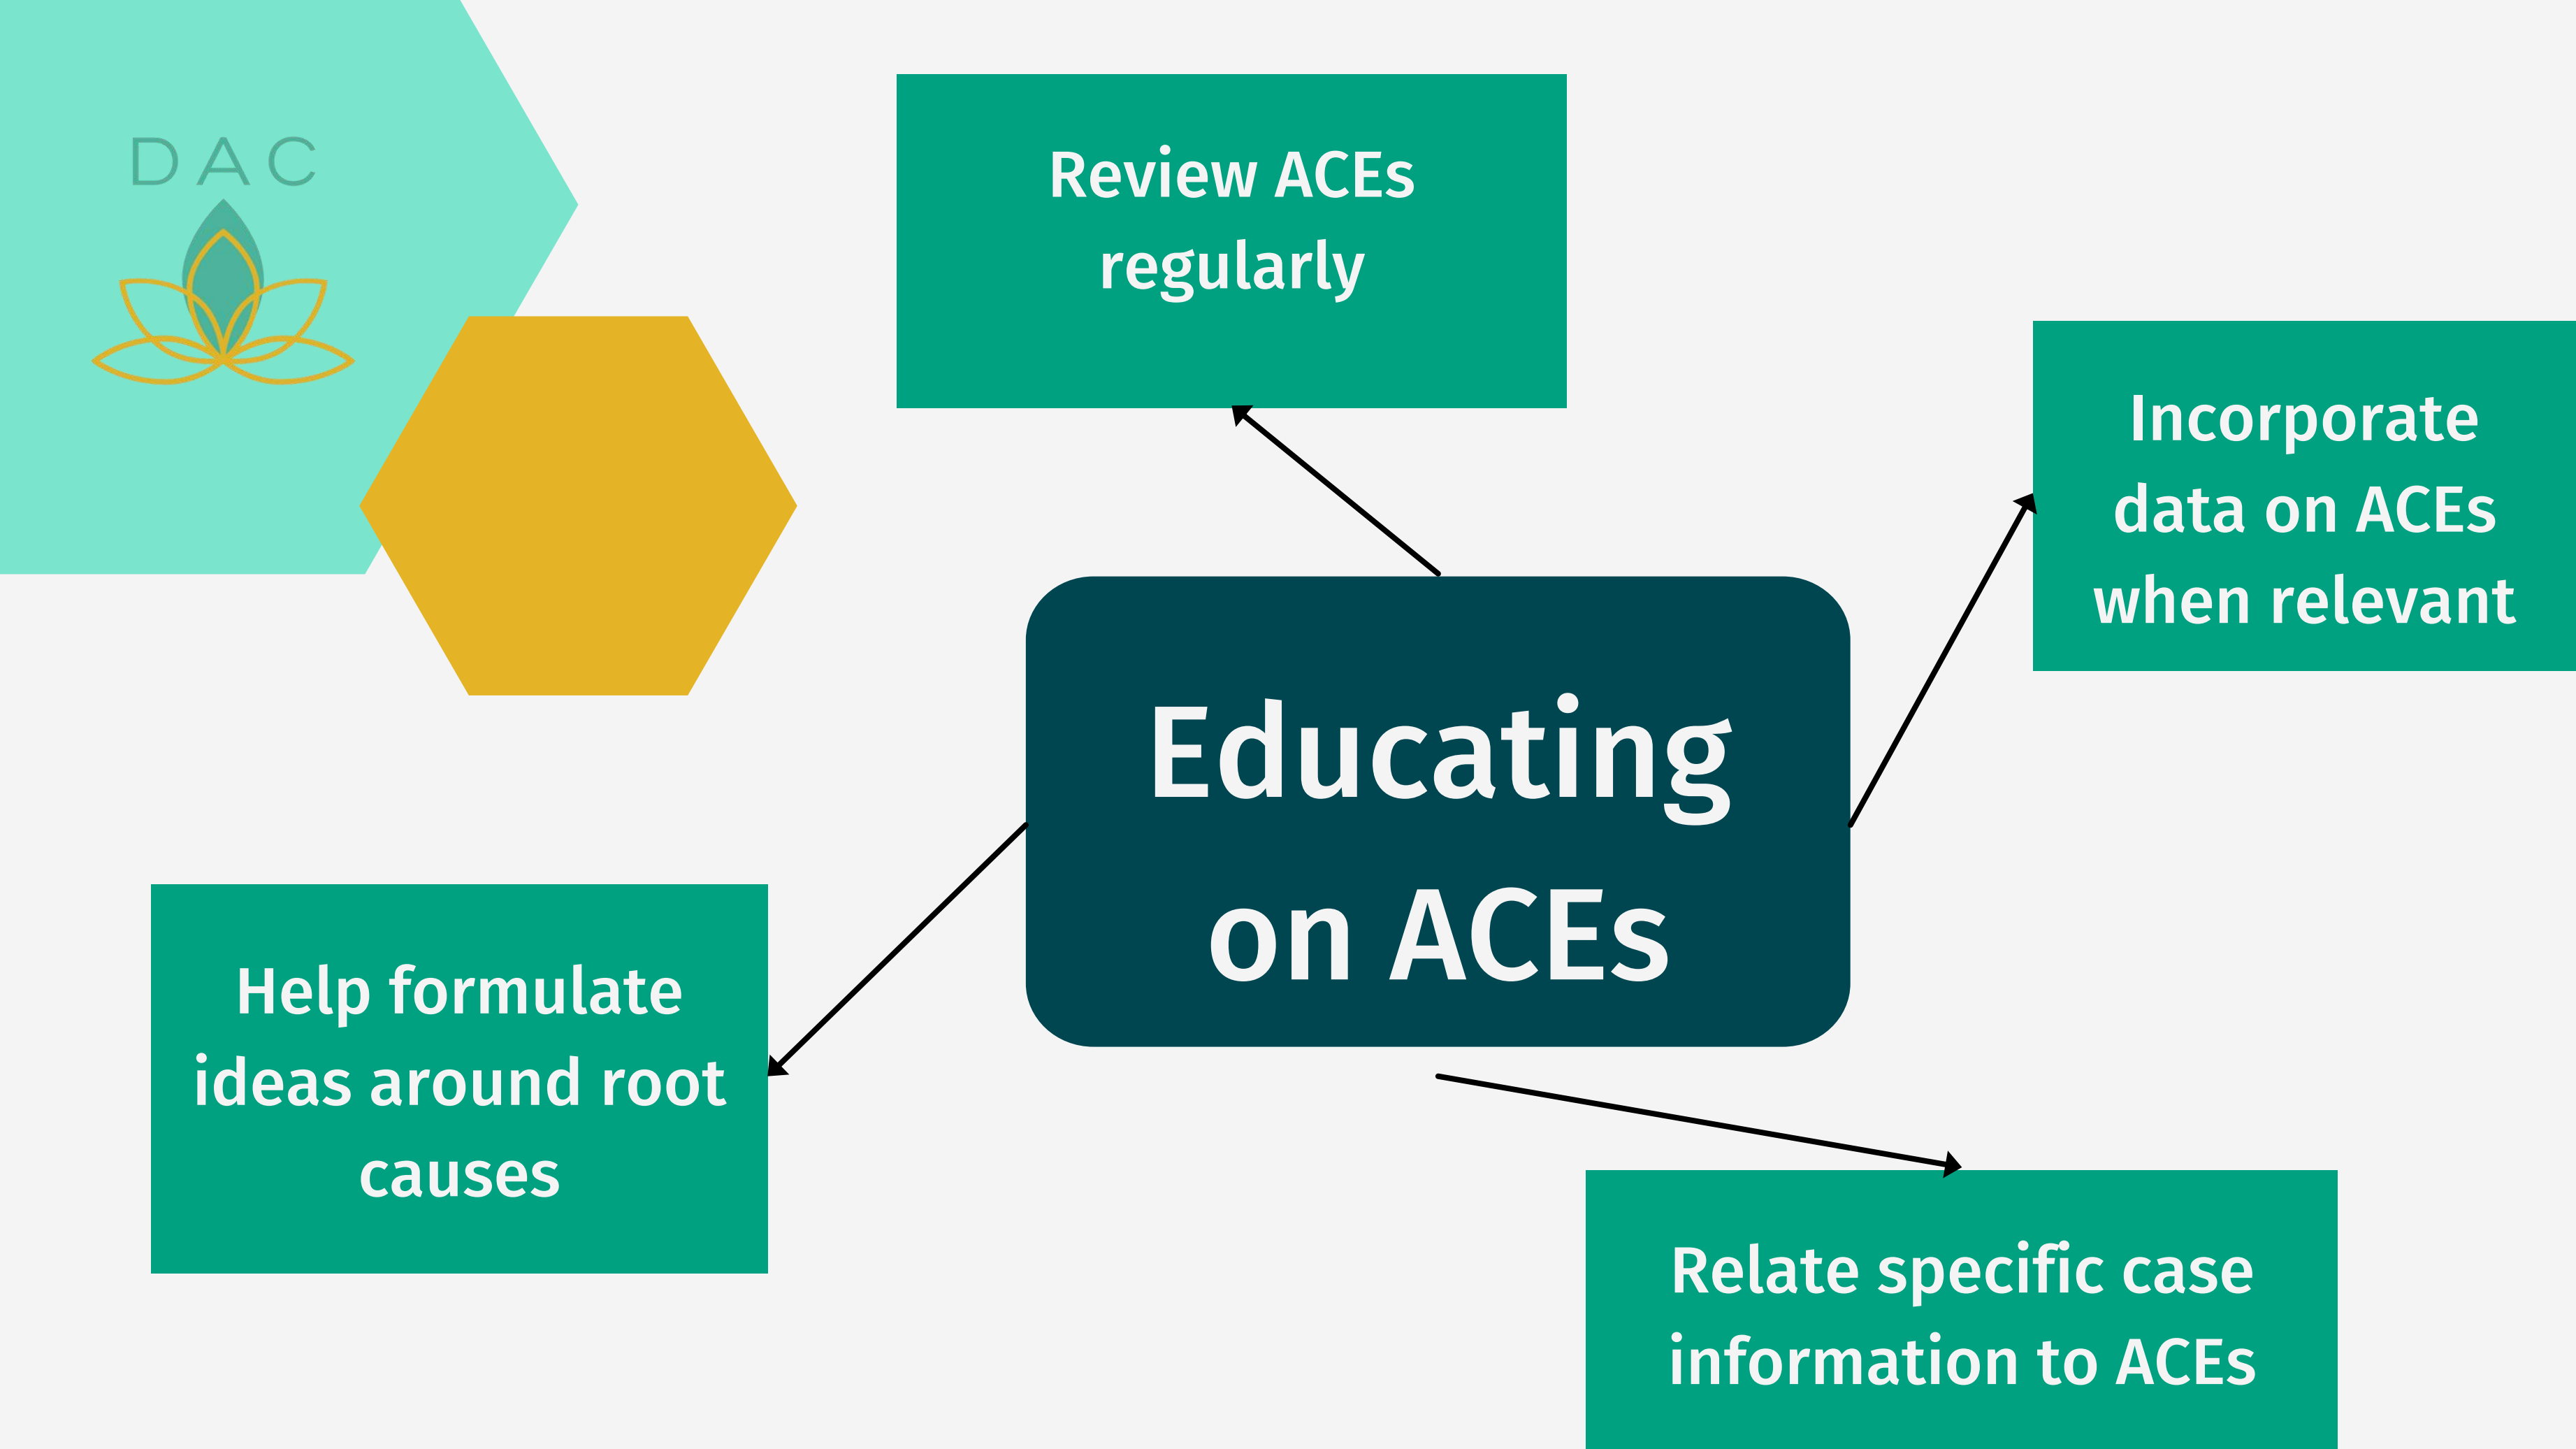 DAC
Review ACEs
regularly
Incorporate
data on ACEs
when relevant
Educating
on ACEs
Help formulate
ideas around root
causes
Relate specific case
information to ACEs